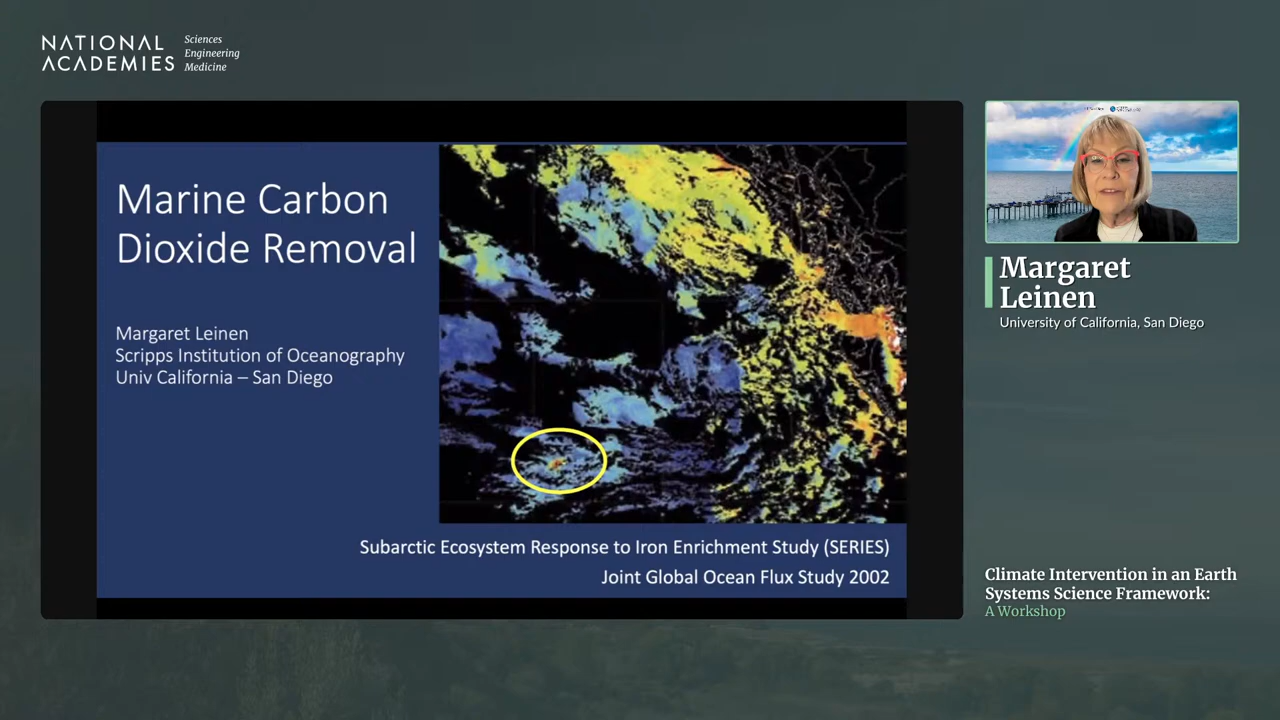 NATIONAL ACADEMIES
Sciences
Engineering
Medicine
Marine Carbon
Dioxide Removal
Margaret Leinen
Scripps Institution of Oceanography
Univ California – San Diego
Subarctic Ecosystem Response to Iron Enrichment Study (SERIES)
Joint Global Ocean Flux Study 2002
Margaret
Leinen
University of California, San Diego
Climate Intervention in an Earth
Systems Science Framework:
A Workshop